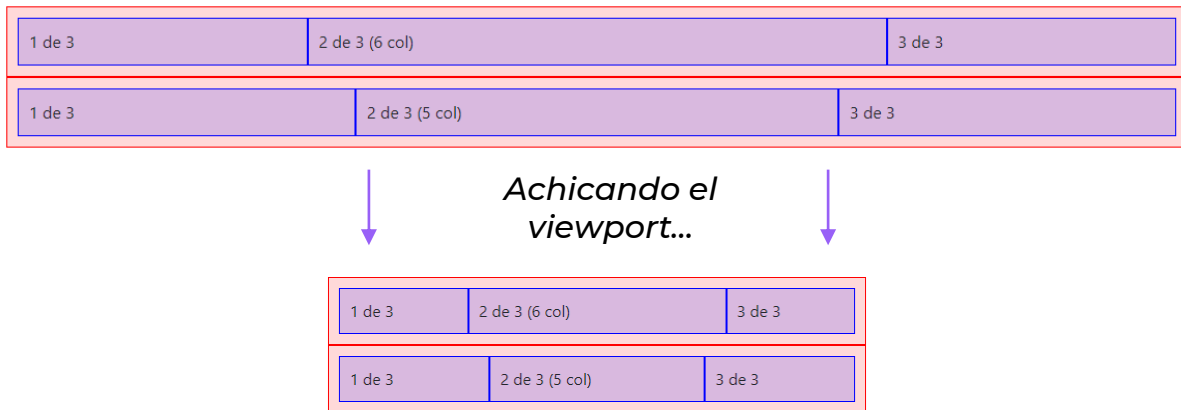 1 de 3 2 de 3 (6 col) 3 de 3
1 de 3 2 de 3 (5 col) 3 de 3
Achicando el
viewport...
1 de 3 2 de 3 (6 col) 3 de 3
1 de 3 2 de 3 (5 col) 3 de 3